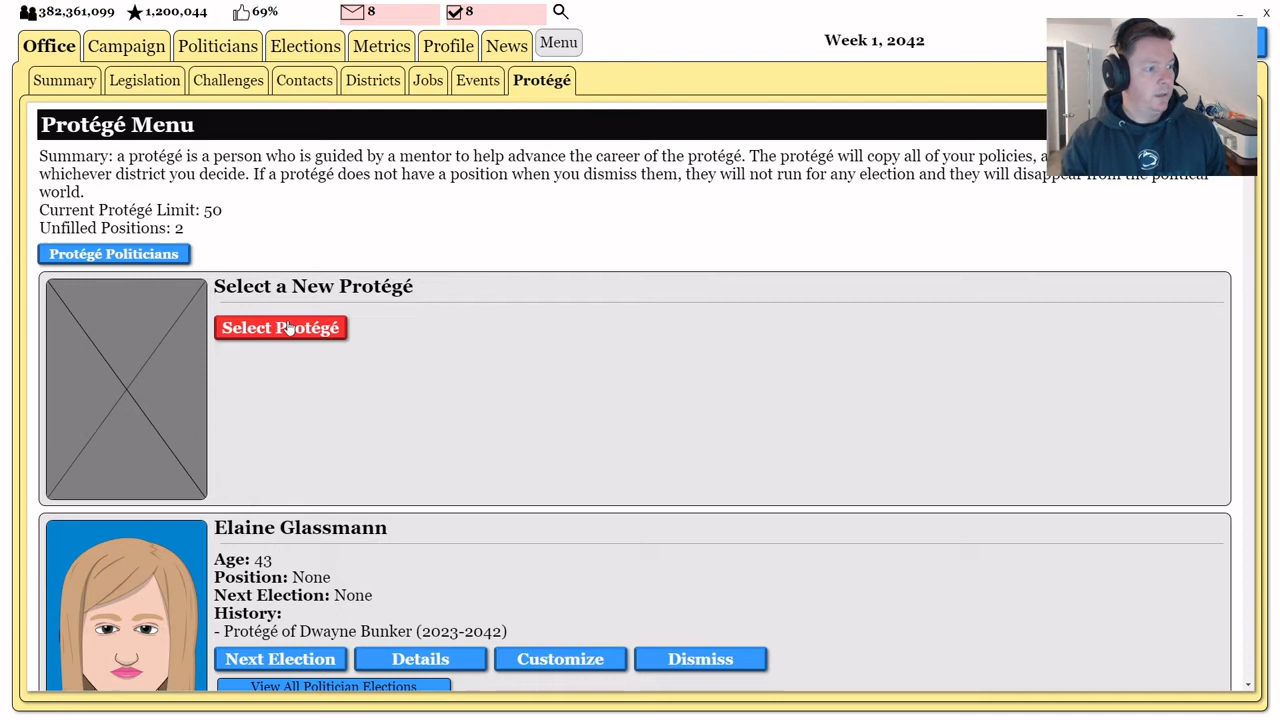 382,361,099 1,200,044 69% 8 8
Office Campaign Politicians Elections Metrics Profile News Menu
Week 1, 2042
_ X
Summary Legislation Challenges Contacts Districts Jobs Events Protégé
Protégé Menu
Summary: a protégé is a person who is guided by a mentor to help advance the career of the protégé. The protégé will copy all of your policies, a
whichever district you decide. If a protégé does not have a position when you dismiss them, they will not run for any election and they will disappear from the political
world.
Current Protégé Limit: 50
Unfilled Positions: 2
Protégé Politicians
Select a New Protégé
Select Protégé
Elaine Glassmann
Age: 43
Position: None
Next Election: None
History:
- Protégé of Dwayne Bunker (2023-2042)
Next Election Details Customize Dismiss
View All Politician Elections